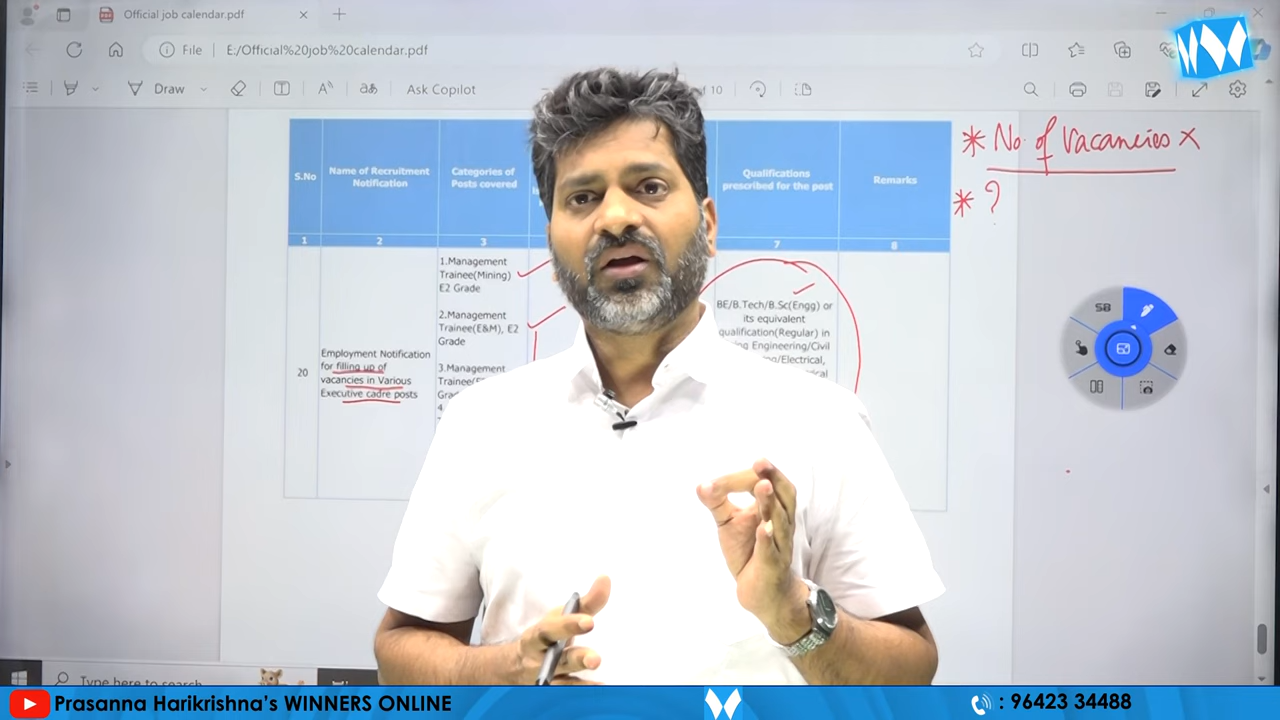 Official job calendar.pdf
File E:/Official%20job%20calendar.pdf
Draw
Ask Copilot
of 10
S.No
Name of Recruitment
Notification
Categories of
Posts covered
Qualifications
prescribed for the post
Remarks
1
2
3
7
8
20
Employment Notification
for filling up of
vacancies in Various
Executive cadre posts
1.Management
Trainee(Mining)
E2 Grade
2.Management
Trainee(E&M), E2
Grade
3.Management
BE/B.Tech/B.Sc(Engg) or
its equivalent
qualification(Regular) in
Engineering/Civil
* No. of Vacancies ×
* ?
SB
Type here to search
Prasanna Harikrishna's WINNERS ONLINE
: 96423 34488